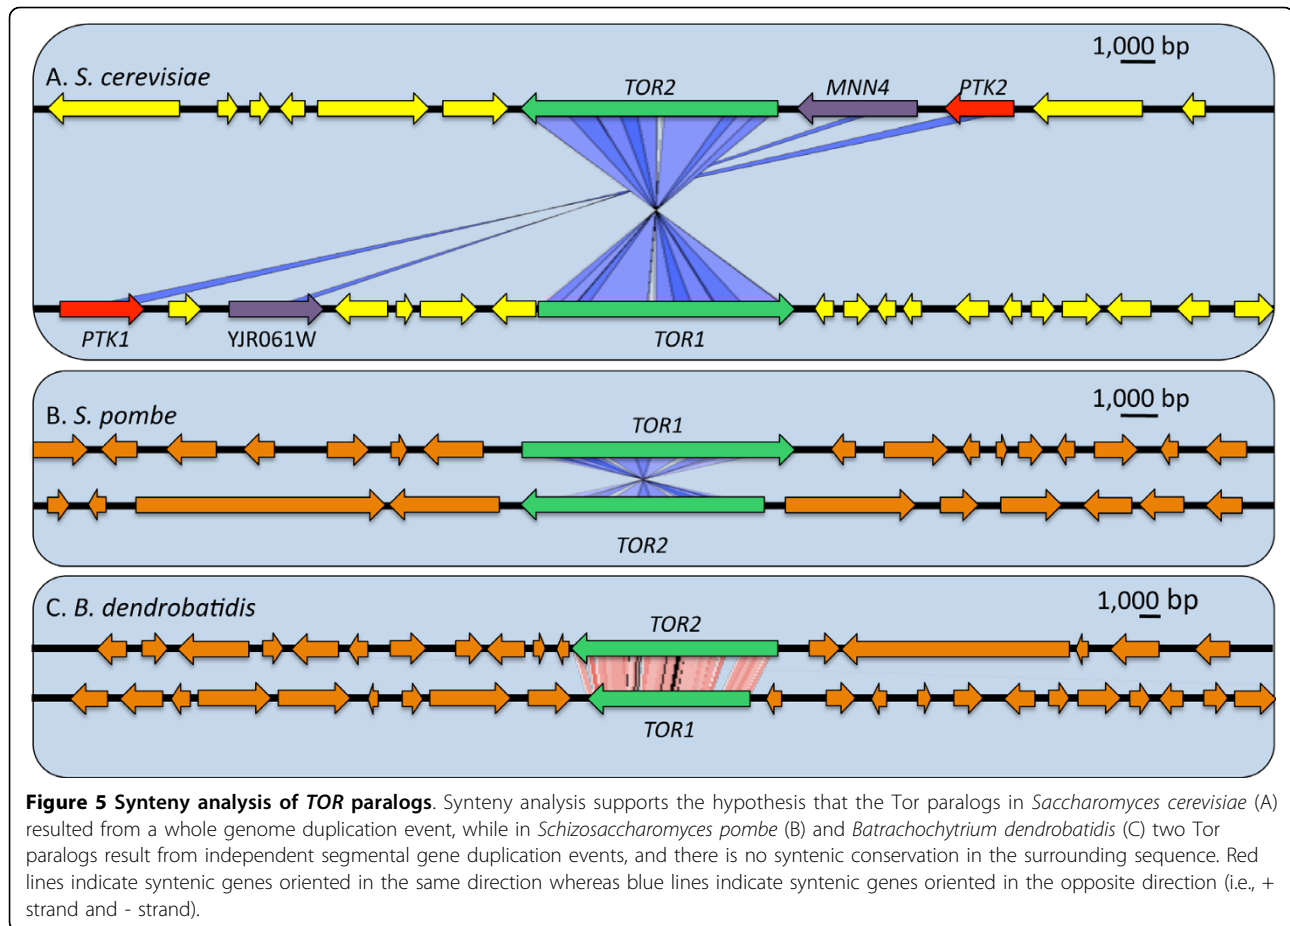 1,000 bp
A. S. cerevisiae
TOR2
MNN4
PTK2
PTK1
YJR061W
TOR1
B. S. pombe
1,000 bp
TOR1
TOR2
C. B. dendrobatidis
1,000 bp
TOR2
TOR1
Figure 5 Synteny analysis of TOR paralogs. Synteny analysis supports the hypothesis that the Tor paralogs in Saccharomyces cerevisiae (A)
resulted from a whole genome duplication event, while in Schizosaccharomyces pombe (B) and Batrachochytrium dendrobatidis (C) two Tor
paralogs result from independent segmental gene duplication events, and there is no syntenic conservation in the surrounding sequence. Red
lines indicate syntenic genes oriented in the same direction whereas blue lines indicate syntenic genes oriented in the opposite direction (i.e., +
strand and - strand).